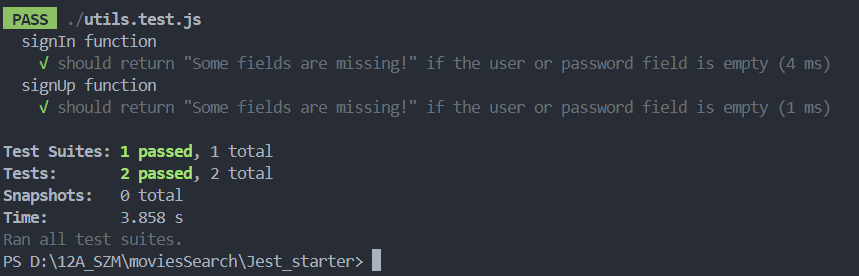 PASS ./utils.test.js
signIn function
√ should return "Some fields are missing!" if the user or password field is empty (4 ms)
signUp function
√ should return "Some fields are missing!" if the user or password field is empty (1 ms)
Test Suites: 1 passed, 1 total
Tests: 2 passed, 2 total
Snapshots: 0 total
Time: 3.858 s
Ran all test suites.
PS D:\12A_SZM\moviesSearch\Jest_starter>